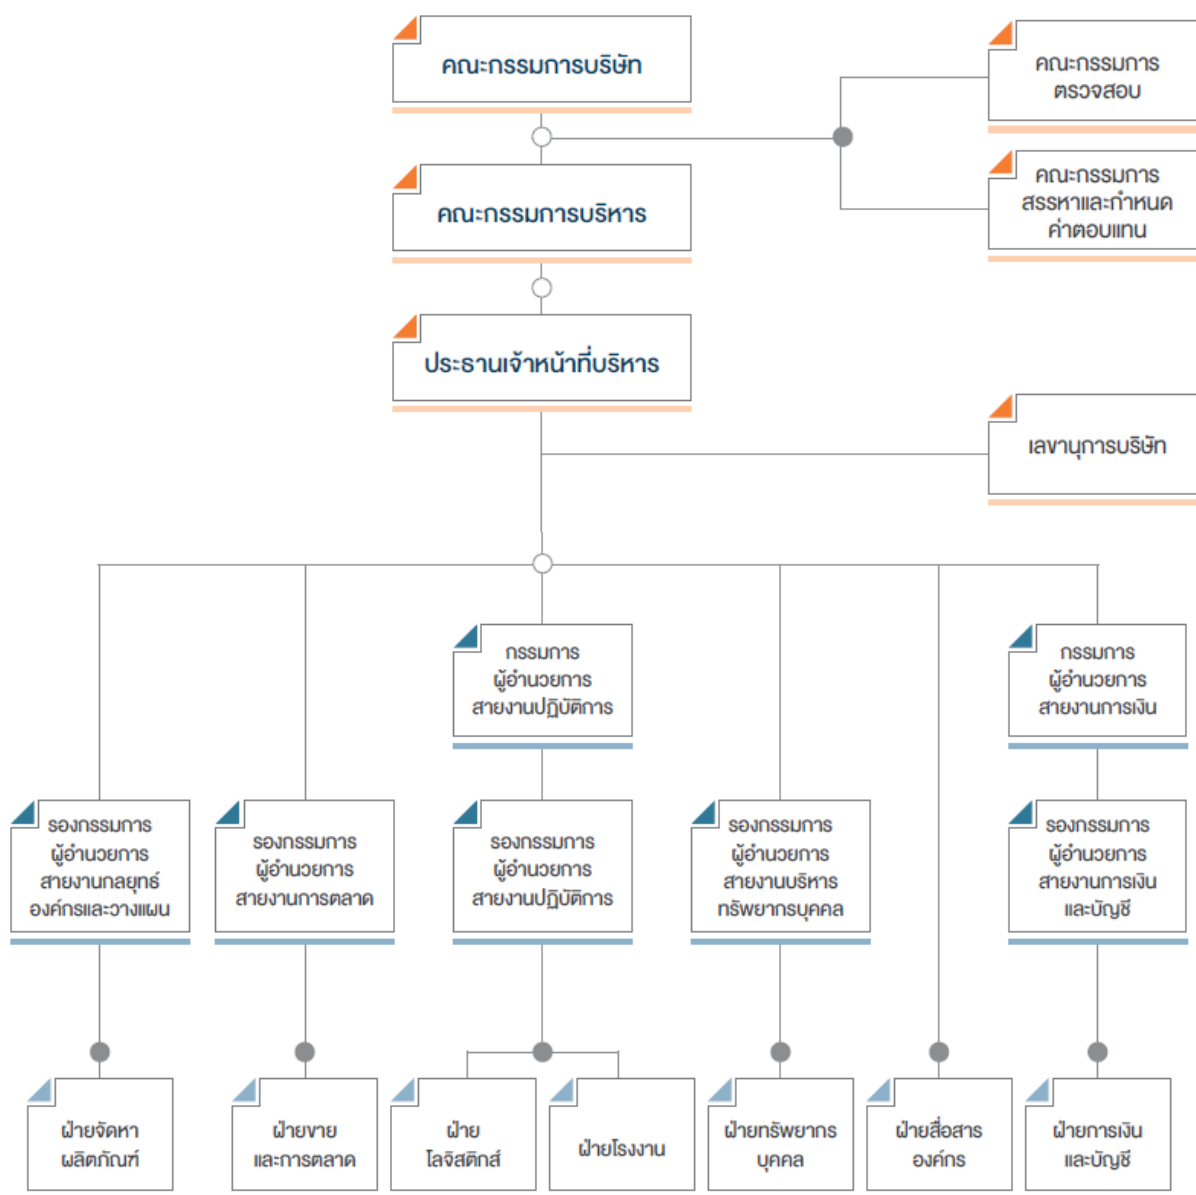 คณะกรรมการบริษัท
คณะกรรมการ
ตรวจสอบ
คณะกรรมการบริหาร
คณะกรรมการ
สรรหาและกำหนด
ค่าตอบแทน
ประธานเจ้าหน้าที่บริหาร
เลขานุการบริษัท
กรรมการ
ผู้อำนวยการ
สายงานปฏิบัติการ
กรรมการ
ผู้อำนวยการ
สายงานการเงิน
รองกรรมการ
ผู้อำนวยการ
สายงานกลยุทธ์
องค์กรและวางแผน
รองกรรมการ
ผู้อำนวยการ
สายงานการตลาด
รองกรรมการ
ผู้อำนวยการ
สายงานปฏิบัติการ
รองกรรมการ
ผู้อำนวยการ
สายงานบริหาร
ทรัพยากรบุคคล
รองกรรมการ
ผู้อำนวยการ
สายงานการเงิน
และบัญชี
ฝ่ายจัดหา
ผลิตภัณฑ์
ฝ่ายขาย
และการตลาด
ฝ่าย
โลจิสติกส์
ฝ่ายโรงงาน
ฝ่ายทรัพยากร
บุคคล
ฝ่ายสื่อสาร
องค์กร
ฝ่ายการเงิน
และบัญชี